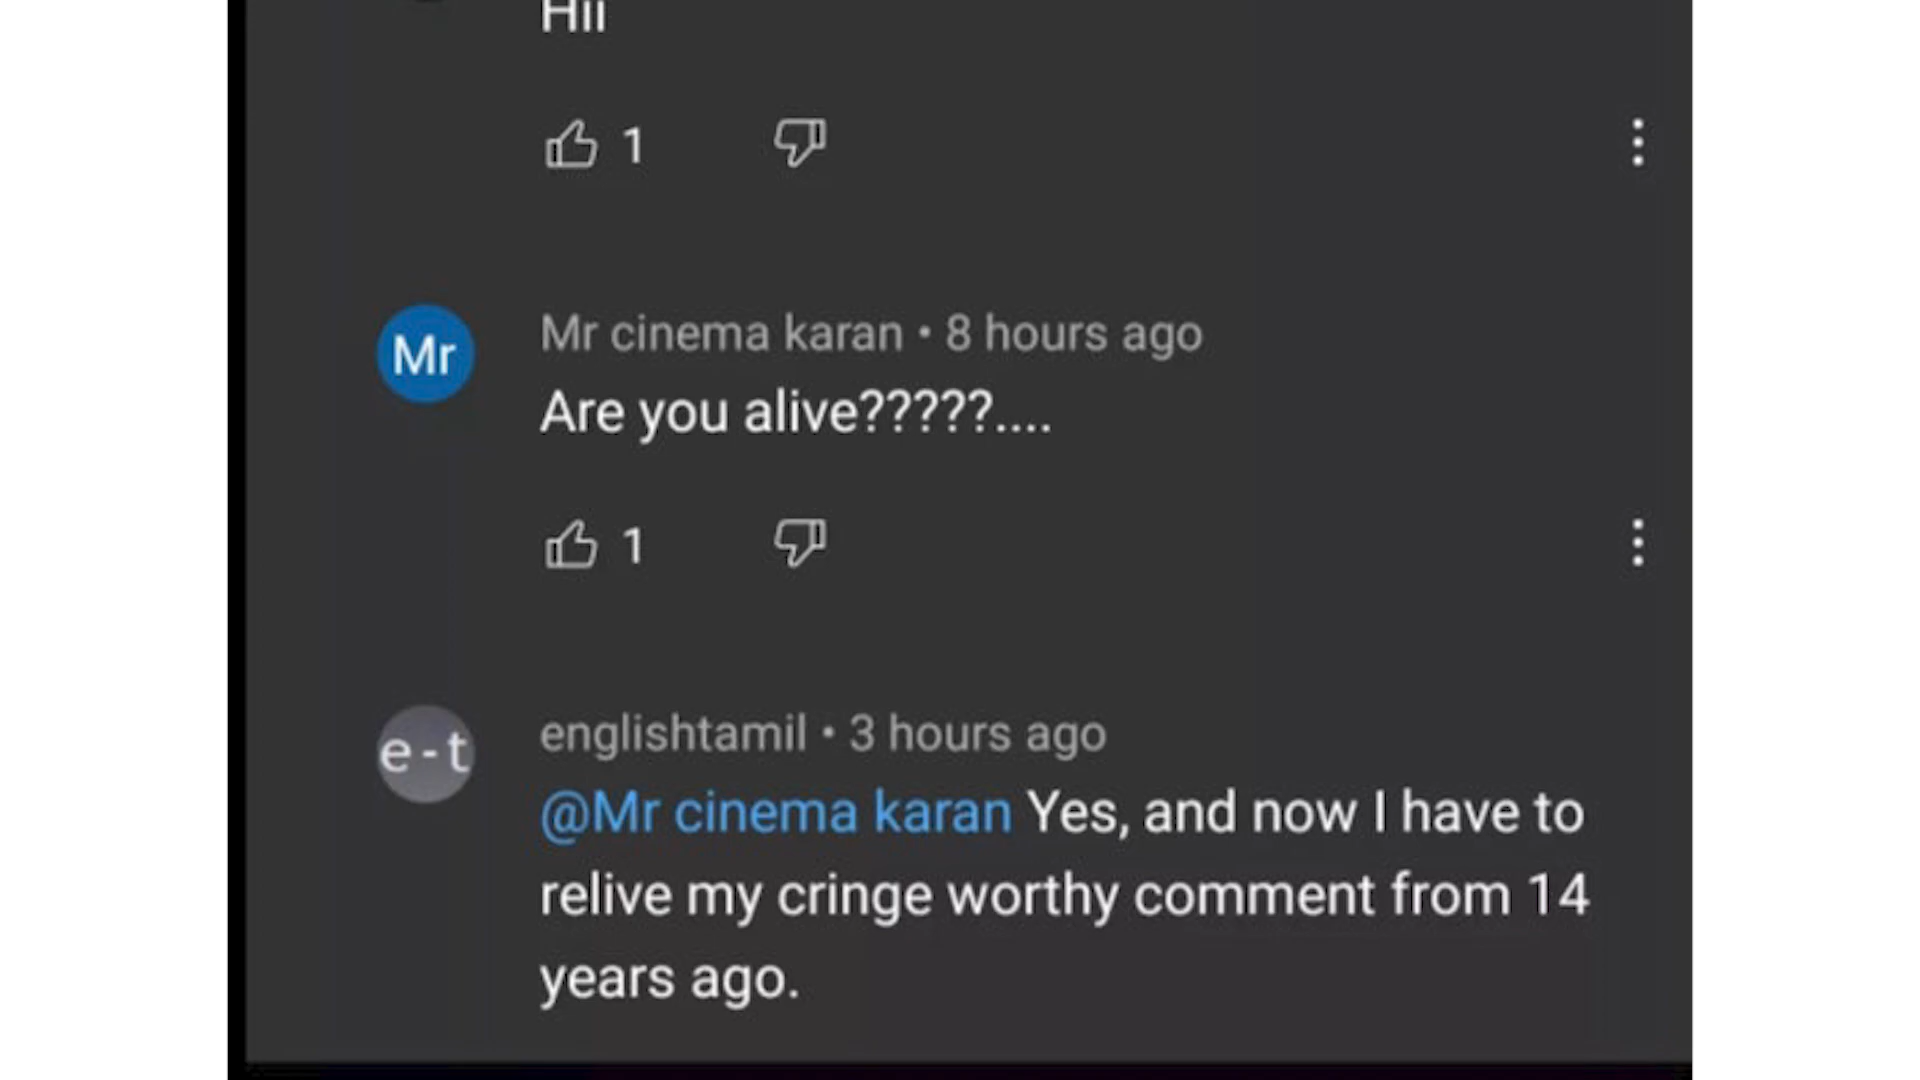 Hii
1
Mr
Mr cinema karan • 8 hours ago
Are you alive?????....
1
e-t
englishtamil • 3 hours ago
@Mr cinema karan Yes, and now I have to
relive my cringe worthy comment from 14
years ago.